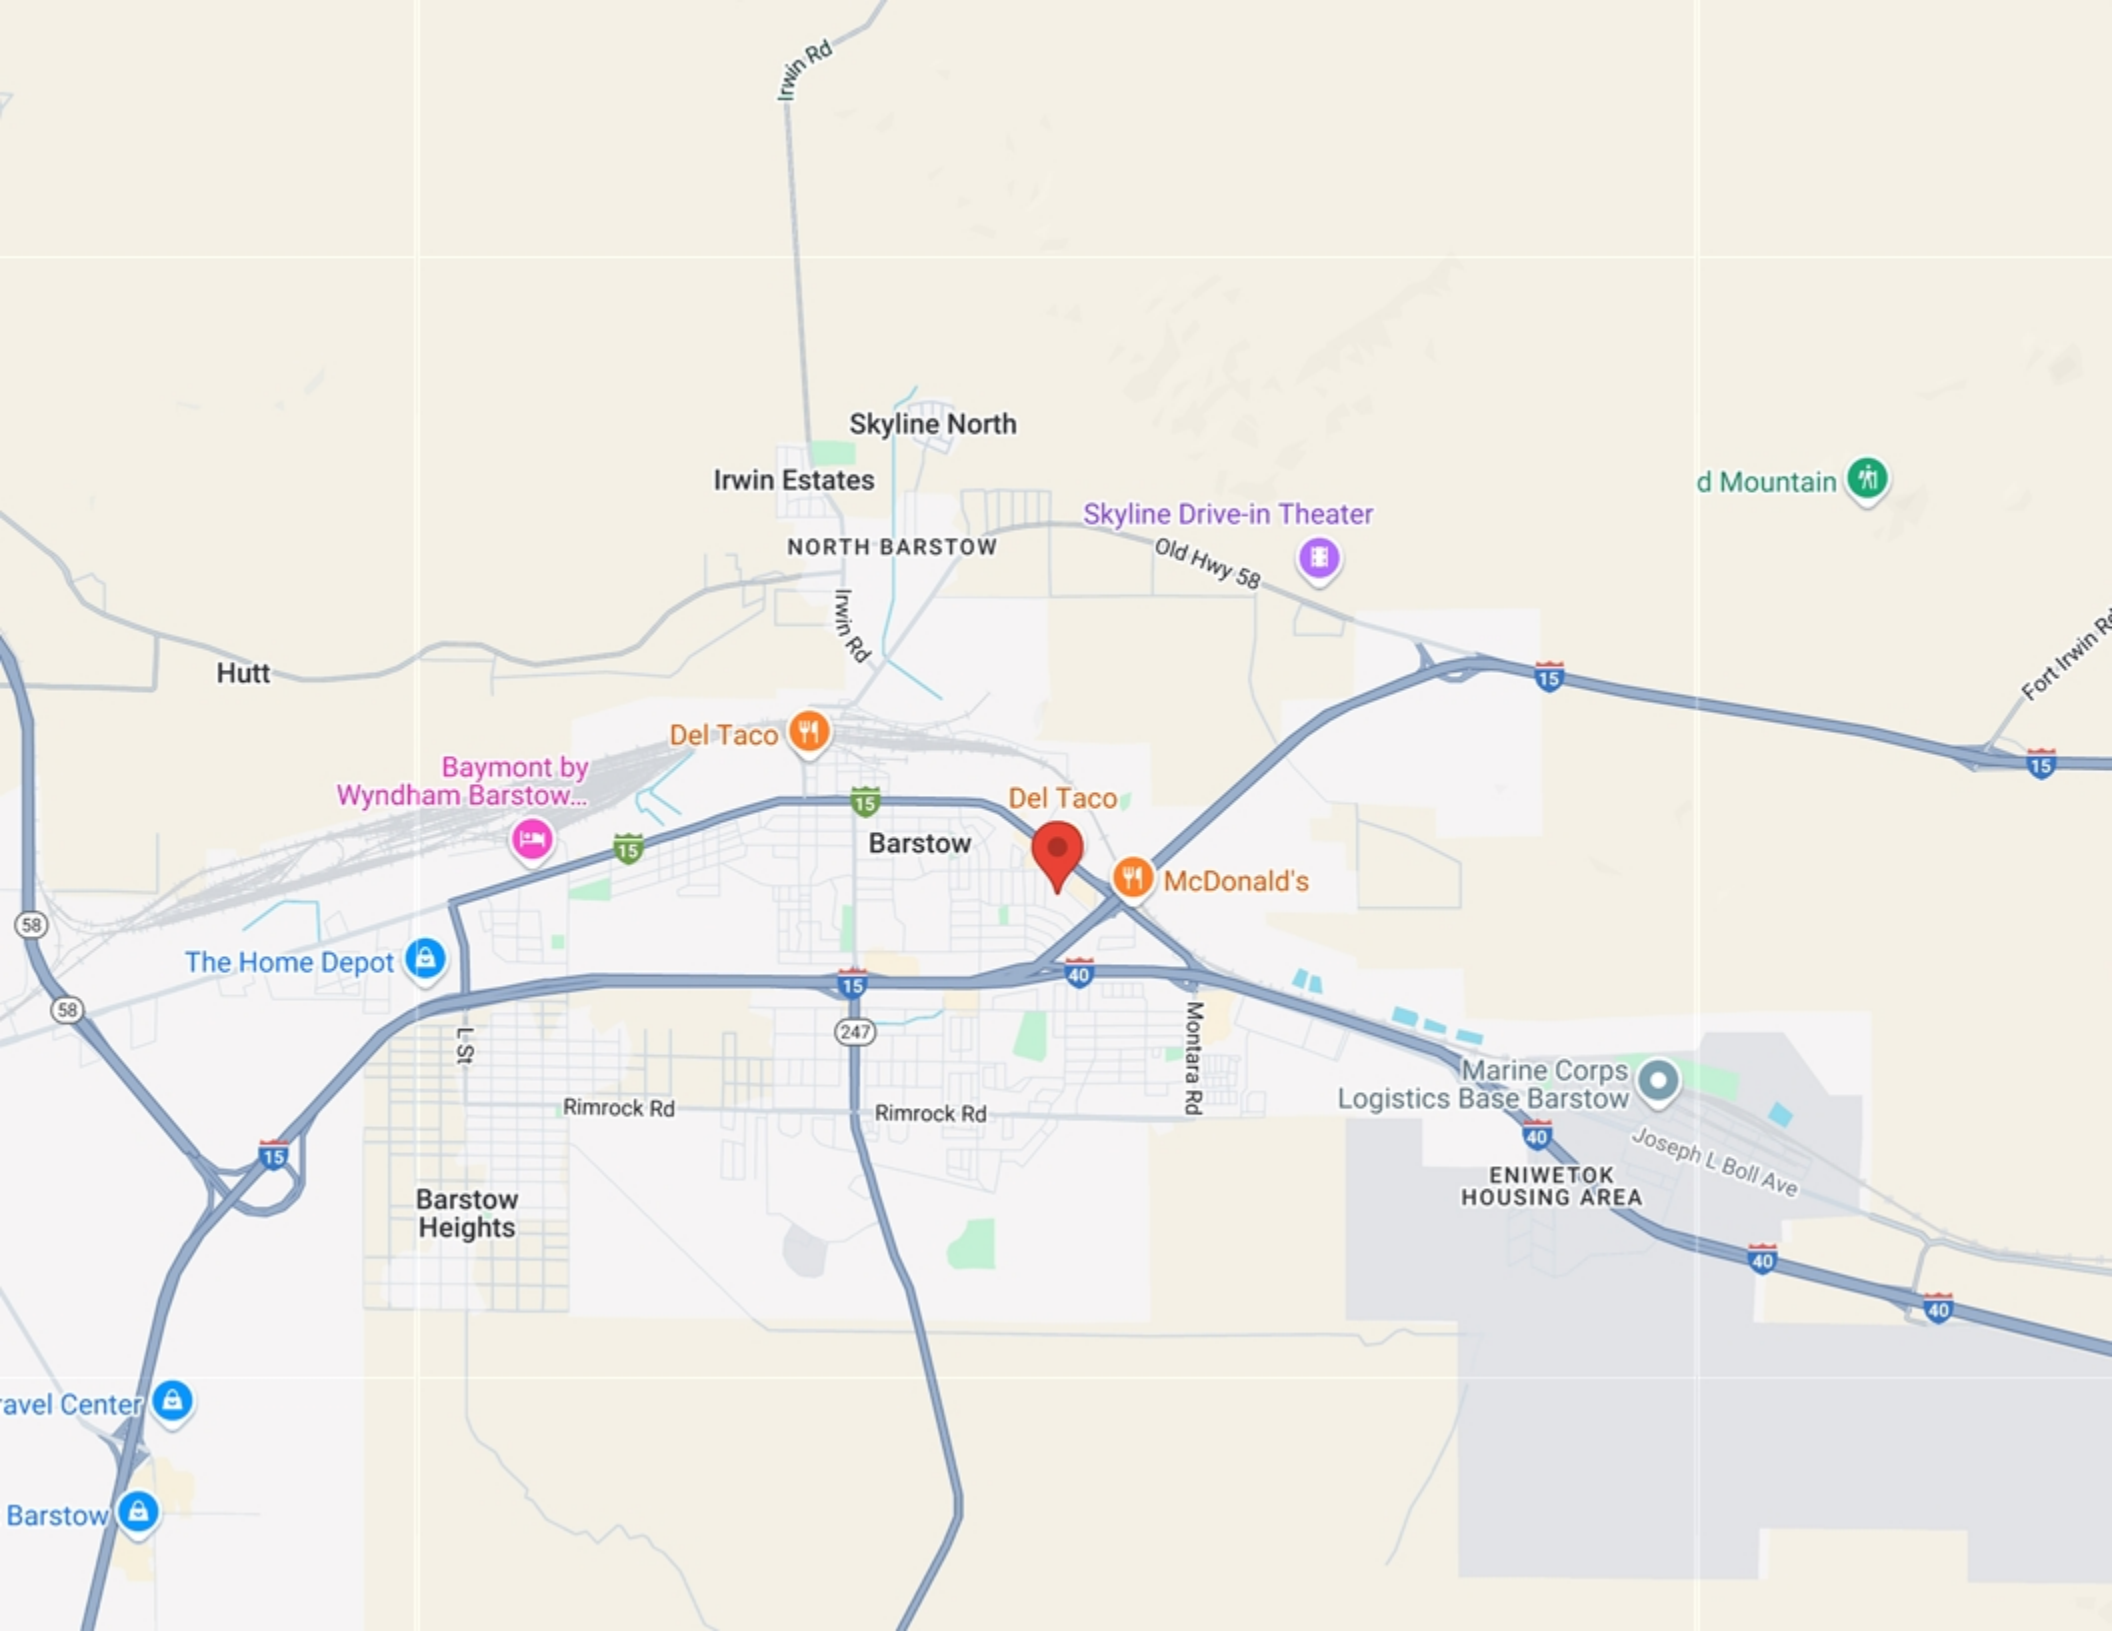 Irwin Rd
Skyline North
Irwin Estates
d Mountain
Skyline Drive-in Theater
NORTH BARSTOW
Old Hwy 58
Irwin Rd
Fort Irwin Rd
Hutt
15
Del Taco
15
Baymont by
Wyndham Barstow...
15
Del Taco
15
Barstow
McDonald's
58
The Home Depot
40
15
58
247
L St
Montara Rd
Marine Corps
Logistics Base Barstow
Rimrock Rd
Rimrock Rd
40
15
Joseph L Boll Ave
ENIWETOK
HOUSING AREA
Barstow
Heights
40
40
ravel Center
Barstow